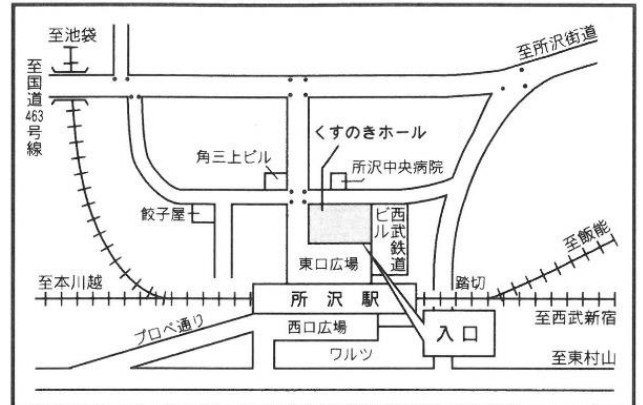 至池袋
至所沢街道
至国道463号線
くすのきホール
角三上ビル
所沢中央病院
餃子屋
西武鉄道ビル
至飯能
東口広場
至本川越
踏切
所沢駅
至西武新宿
プロペ通り
西口広場
入口
ワルツ
至東村山